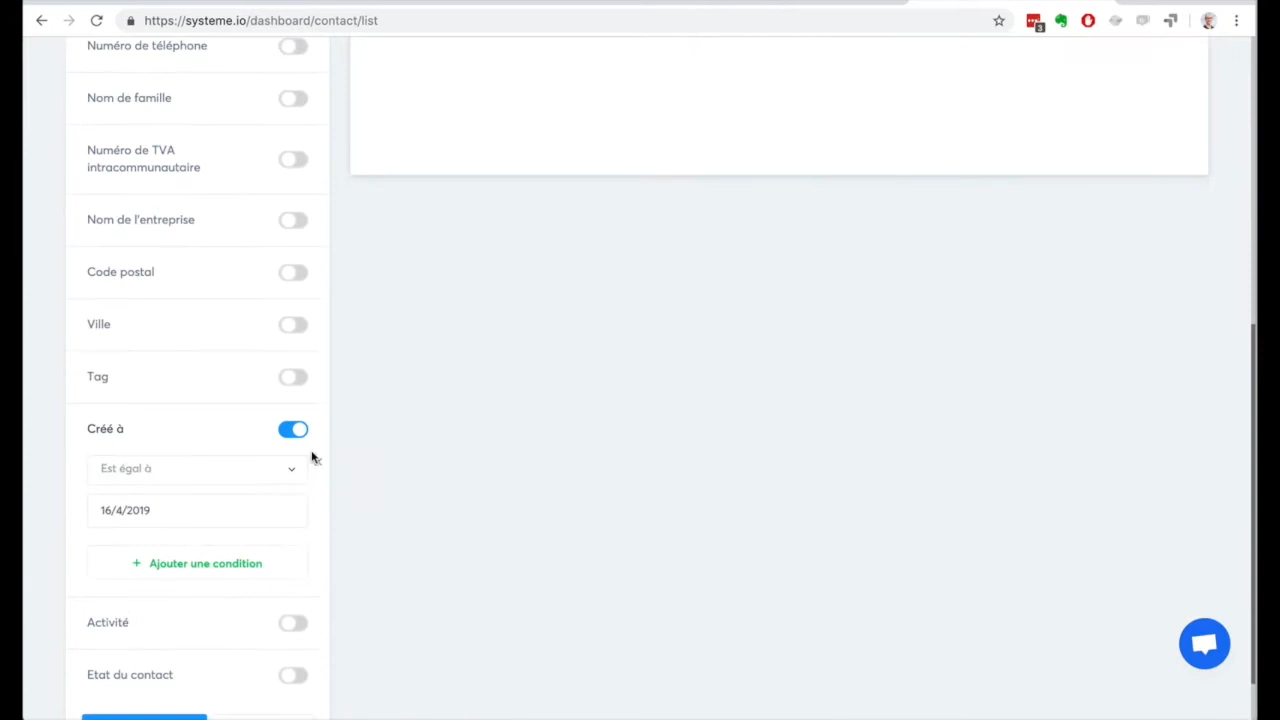 https://systeme.io/dashboard/contact/list
3
Numéro de téléphone
Nom de famille
Numéro de TVA
intracommunautaire
Nom de l'entreprise
Code postal
Ville
Tag
Créé à
Est égal à
16/4/2019
+ Ajouter une condition
Activité
Etat du contact